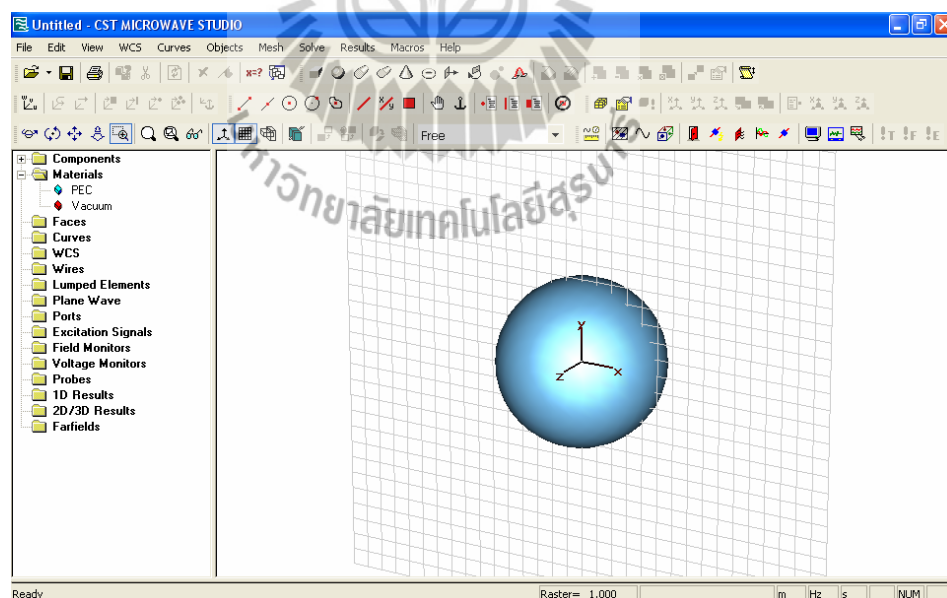 Untitled - CST MICROWAVE STUDIO
File Edit View WCS Curves Objects Mesh Solve Results Macros Help
x=?
Free
!T !F !E
Components
Materials
PEC
Vacuum
Faces
Curves
WCS
Wires
Lumped Elements
Plane Wave
Ports
Excitation Signals
Field Monitors
Voltage Monitors
Probes
1D Results
2D/3D Results
Farfields
มหาวิทยาลัยเทคโนโลยีสุรนารี
Y
X
Z
Ready Raster= 1.000 m Hz s NUM